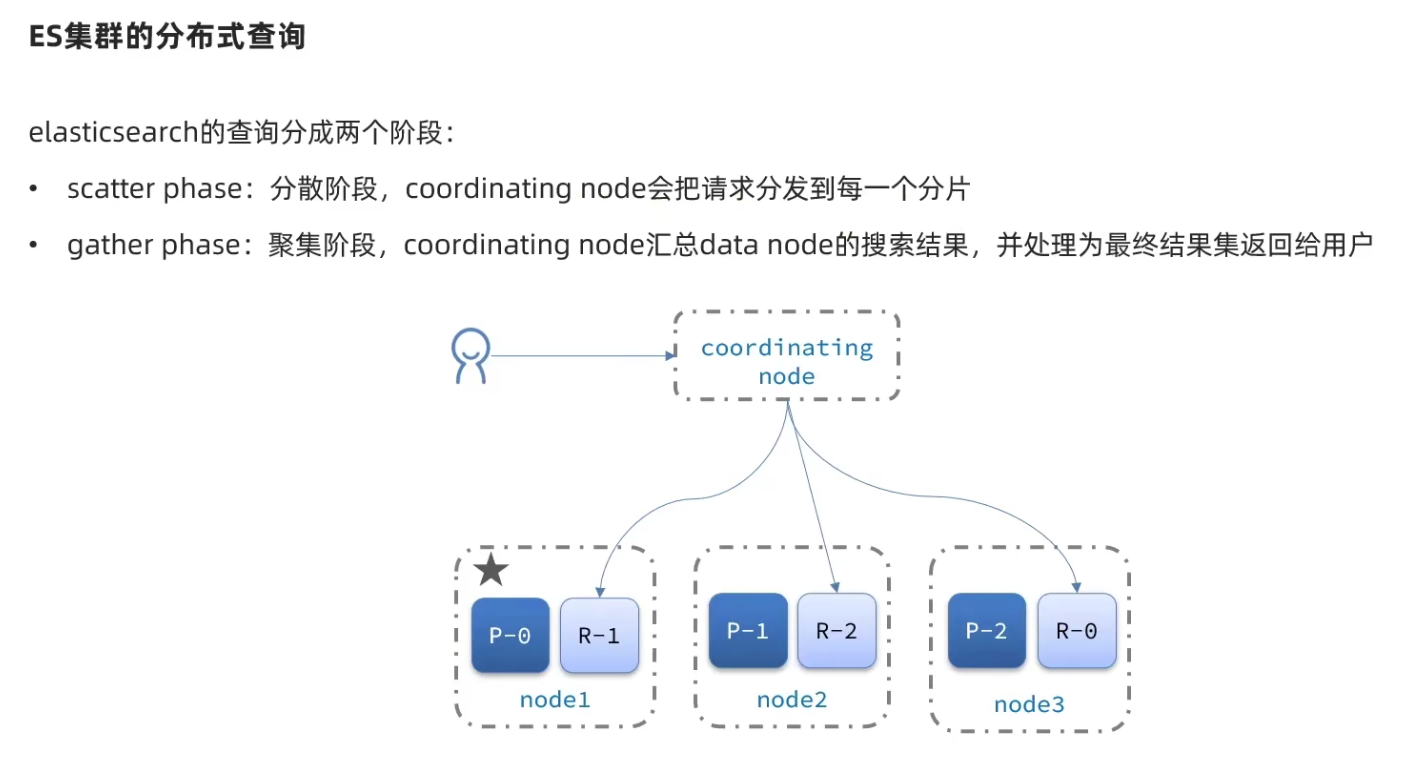 ES集群的分布式查询
elasticsearch的查询分成两个阶段：
• scatter phase：分散阶段，coordinating node会把请求分发到每一个分片
• gather phase：聚集阶段，coordinating node汇总data node的搜索结果，并处理为最终结果集返回给用户
coordinating
node
P-0 R-1 P-1 R-2 P-2 R-0
node1 node2 node3